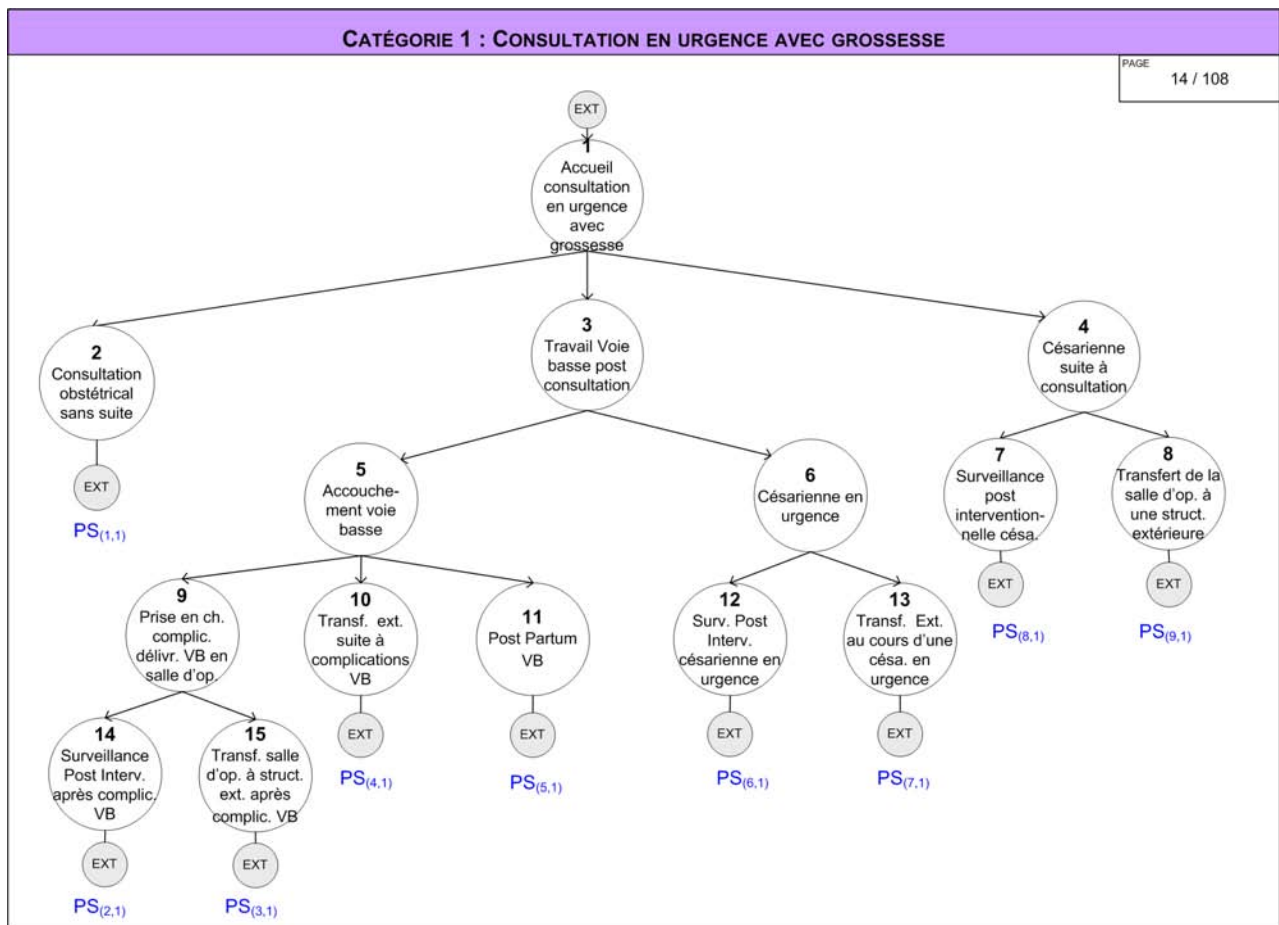 CATÉGORIE 1 : CONSULTATION EN URGENCE AVEC GROSSESSE
PAGE
14 / 108
EXT
1
Accueil
consultation
en urgence
avec
grossesse
2
Consultation
obstétrical
sans suite
EXT
PS(1,1)
3
Travail Voie
basse post
consultation
4
Césarienne
suite à
consultation
5
Accouche-
ment voie
basse
6
Césarienne en
urgence
7
Surveillance
post
intervention-
nelle césa.
EXT
PS(8,1)
8
Transfert de la
salle d'op. à
une struct.
extérieure
EXT
PS(9,1)
9
Prise en ch.
complic.
délivr. VB en
salle d'op.
10
Transf. ext.
suite à
complications
VB
EXT
PS(4,1)
11
Post Partum
VB
EXT
PS(5,1)
12
Surv. Post
Interv.
césarienne en
urgence
EXT
PS(6,1)
13
Transf. Ext.
au cours d'une
césa. en
urgence
EXT
PS(7,1)
14
Surveillance
Post Interv.
après complic.
VB
EXT
PS(2,1)
15
Transf. salle
d'op. à struct.
ext. après
complic. VB
EXT
PS(3,1)